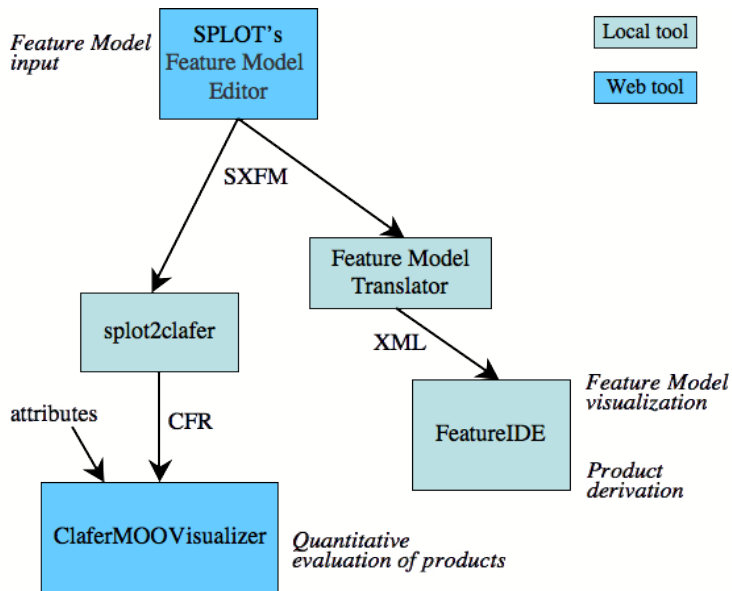 Feature Model
input
SPLOT's
Feature Model
Editor
Local tool
Web tool
SXFM
Feature Model
Translator
splot2clafer
XML
attributes
CFR
FeatureIDE
Feature Model
visualization
Product
derivation
ClaferMOOVisualizer
Quantitative
evaluation of products